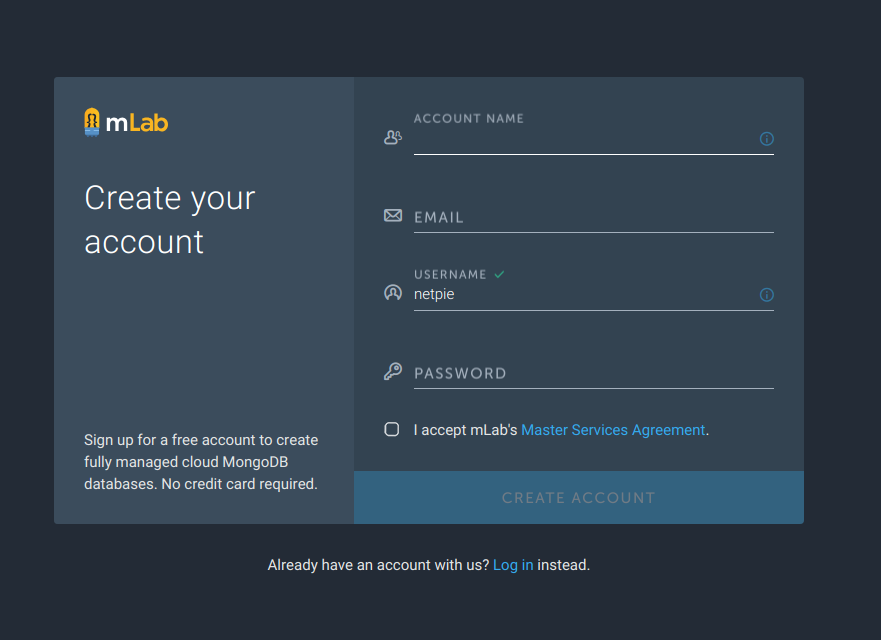 mLab
Create your
account
Sign up for a free account to create
fully managed cloud MongoDB
databases. No credit card required.
ACCOUNT NAME
EMAIL
USERNAME
netpie
PASSWORD
I accept mLab's Master Services Agreement.
CREATE ACCOUNT
Already have an account with us? Log in instead.